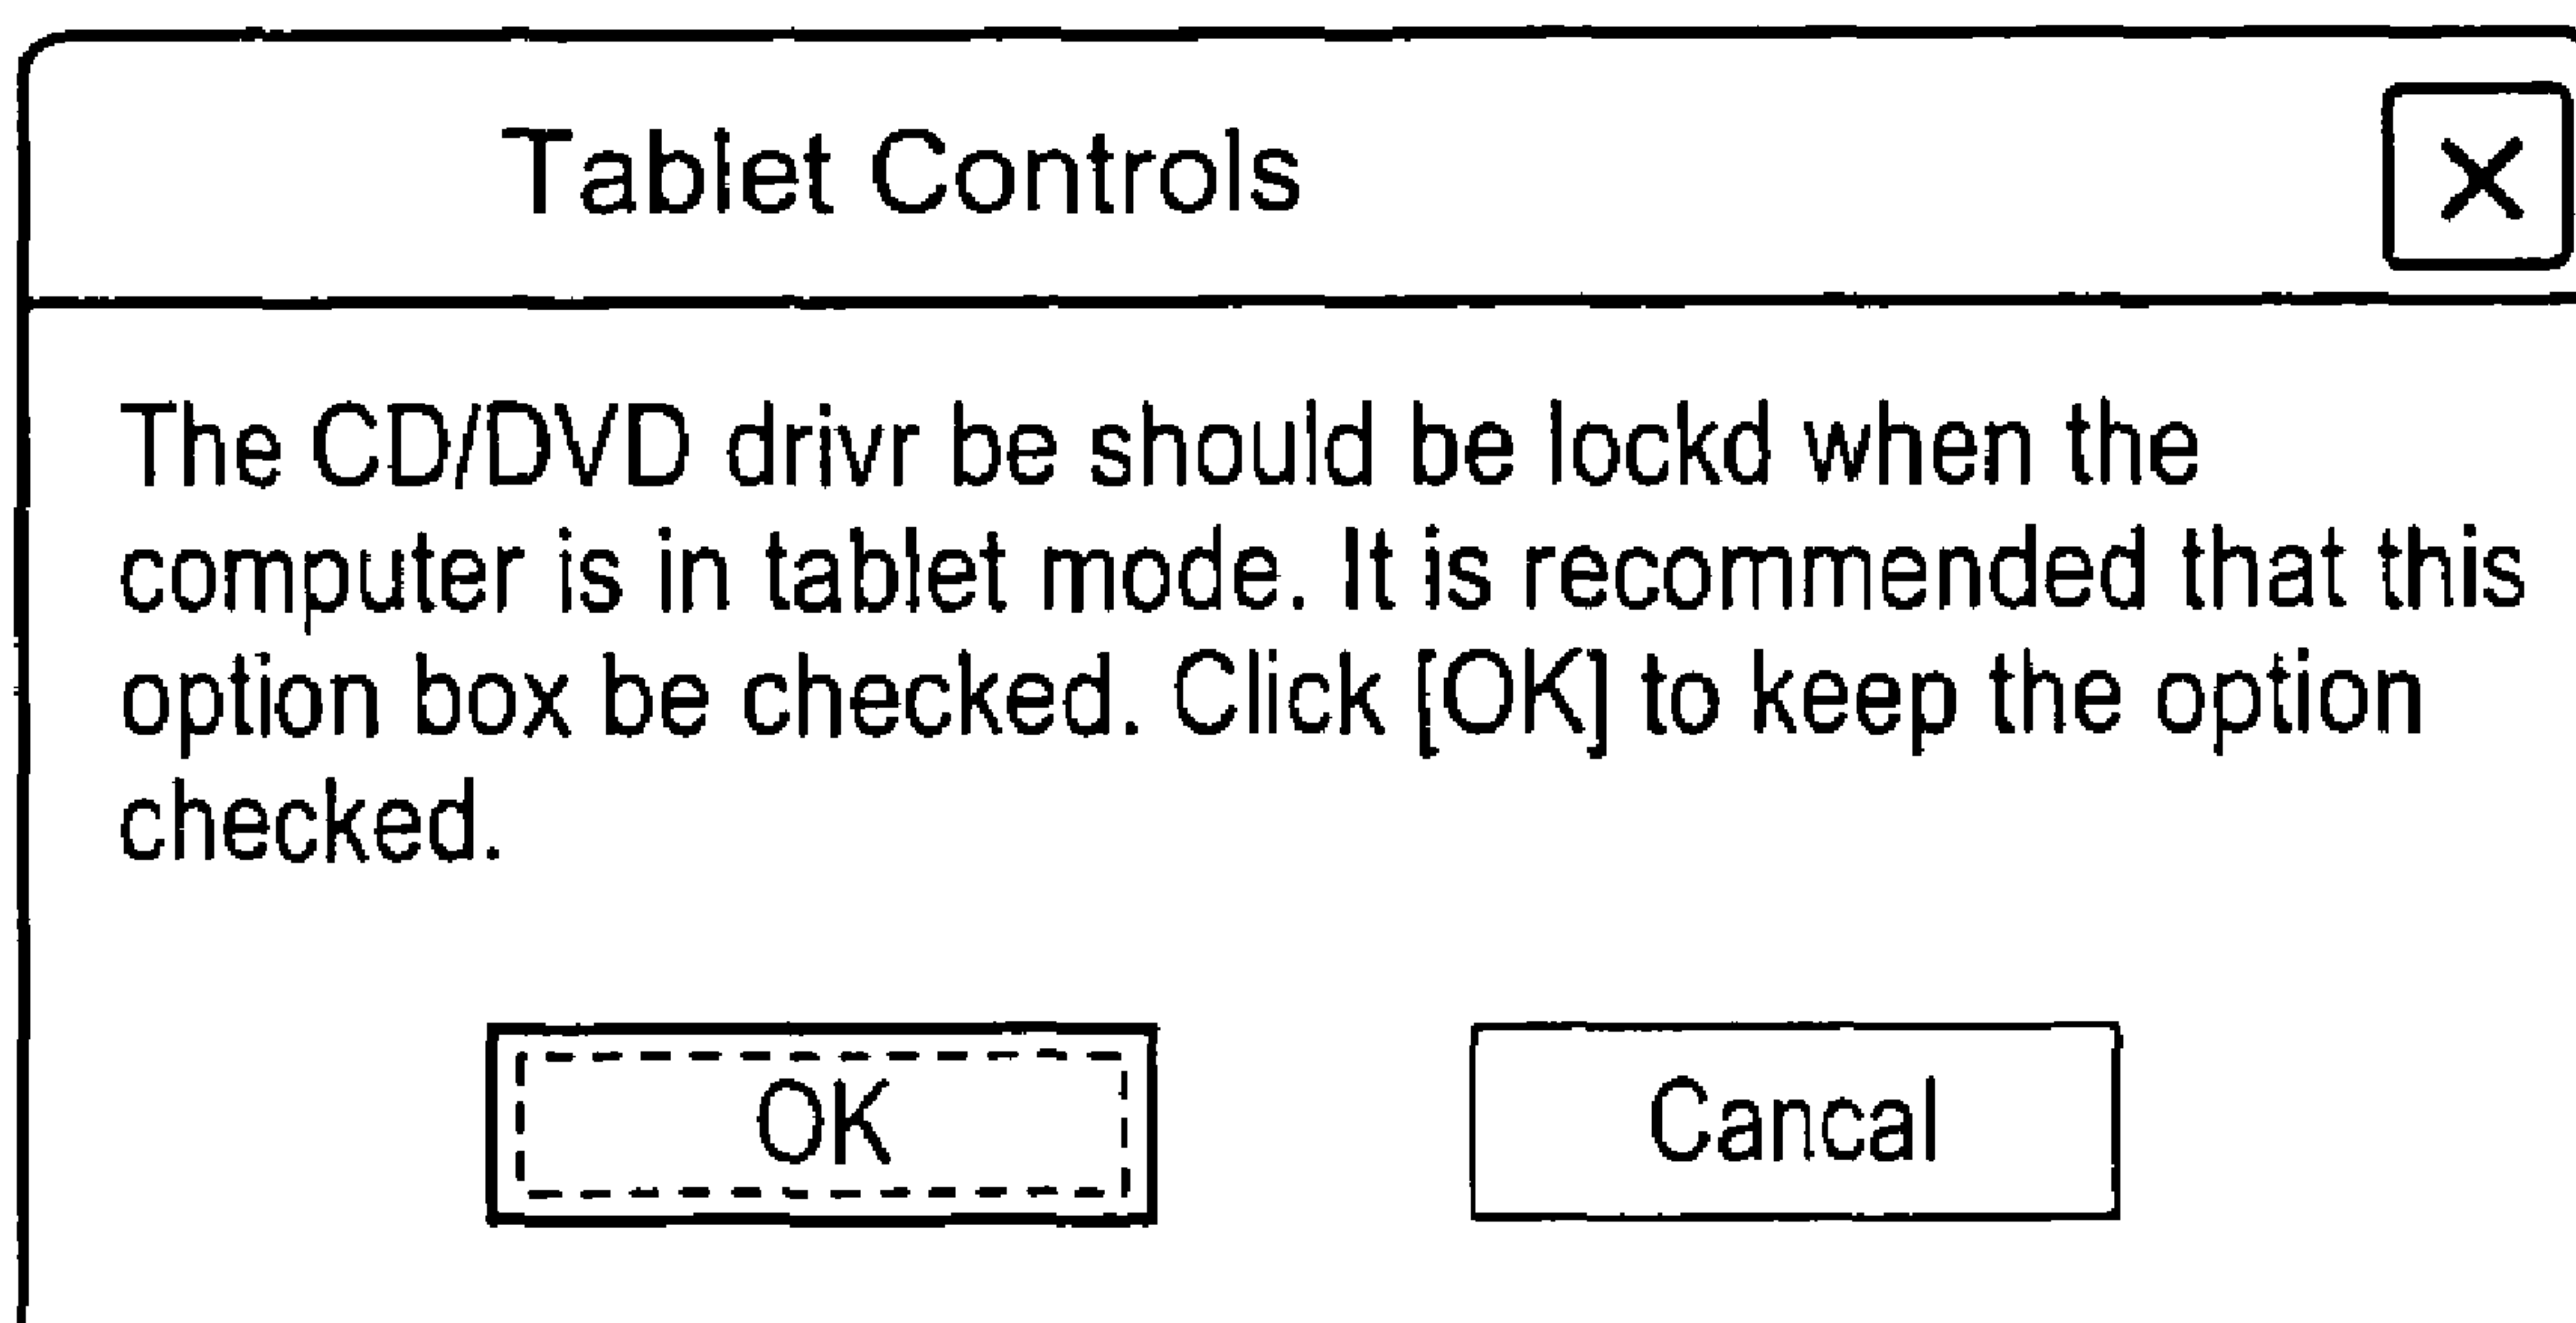 Tablet Controls
The CD/DVD drivr be should be lockd when the
computer is in tablet mode. It is recommended that this
option box be checked. Click [OK] to keep the option
checked.
OK
Cancal